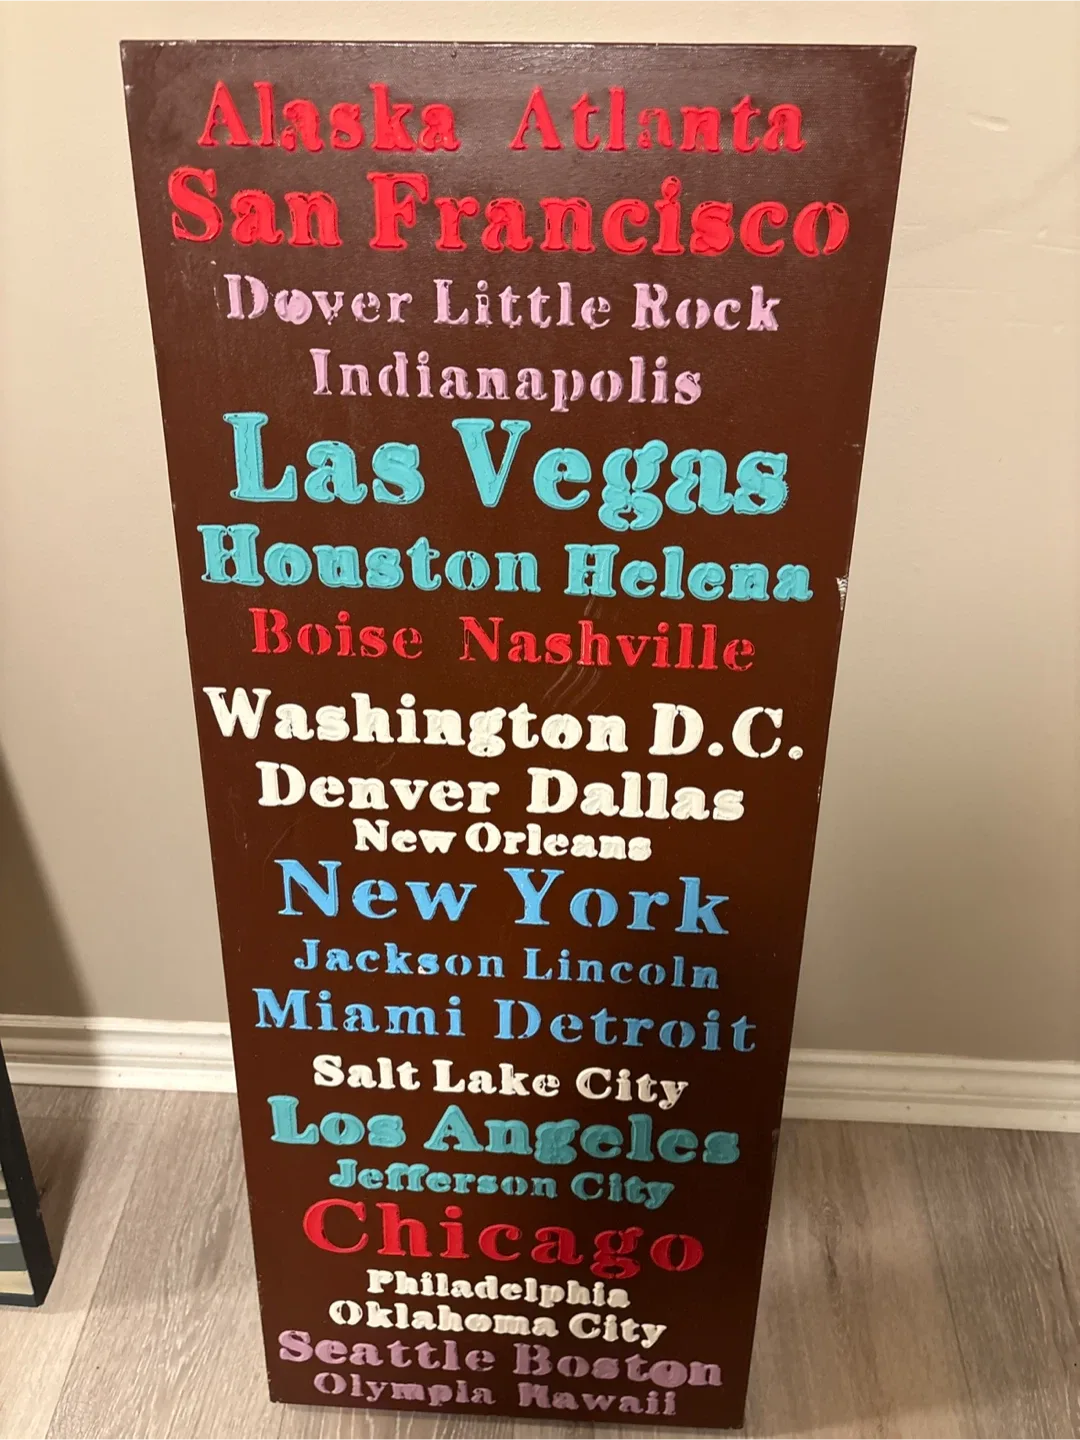 Alaska Atlanta
San Francisco
Dover Little Rock
Indianapolis
Las Vegas
Houston Helena
Boise Nashville
Washington D.C.
Denver Dallas
New Orleans
New York
Jackson Lincoln
Miami Detroit
Salt Lake City
Los Angeles
Jefferson City
Chicago
Philadelphia
Oklahoma City
Seattle Boston
Olympia Hawaii